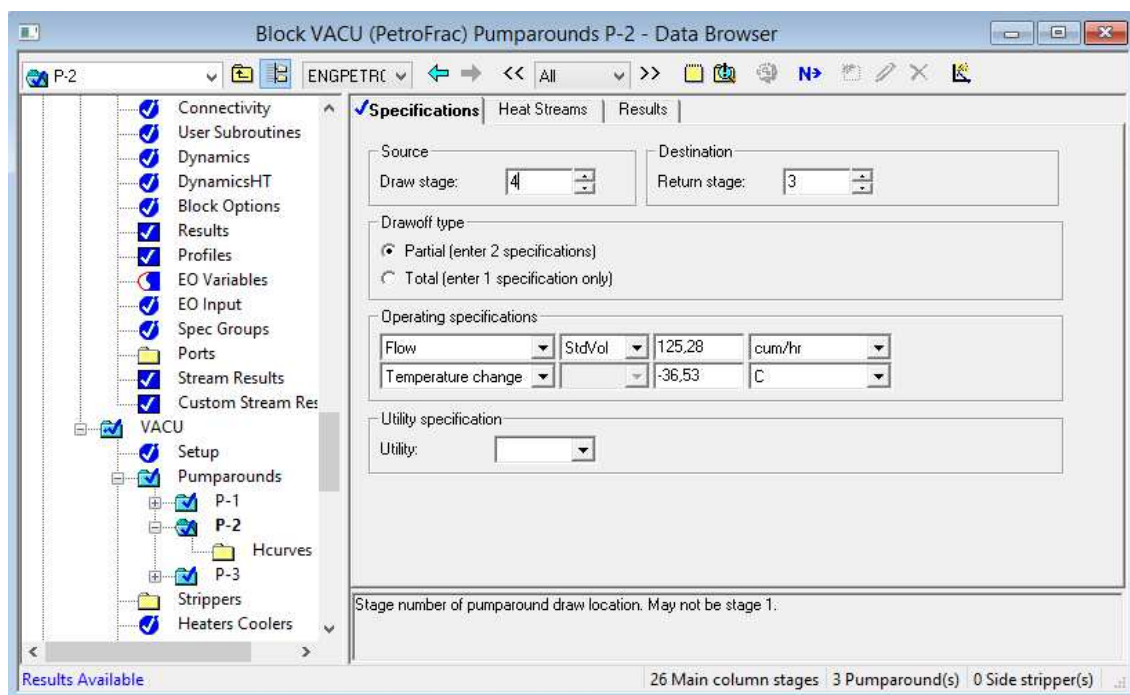 Block VACU (PetroFrac) Pumparounds P-2 - Data Browser
P-2 ENGPETRC << All >> N>
Connectivity
User Subroutines
Dynamics
DynamicsHT
Block Options
Results
Profiles
EO Variables
EO Input
Spec Groups
Ports
Stream Results
Custom Stream Res
VACU
Setup
Pumparounds
P-1
P-2
Hcurves
P-3
Strippers
Heaters Coolers
Specifications Heat Streams Results
Source
Draw stage: 4
Destination
Return stage: 3
Drawoff type
Partial (enter 2 specifications)
Total (enter 1 specification only)
Operating specifications
Flow StdVol 125,28 cum/hr
Temperature change -36,53 C
Utility specification
Utility:
Stage number of pumparound draw location. May not be stage 1.
Results Available 26 Main column stages 3 Pumparound(s) 0 Side stripper(s)